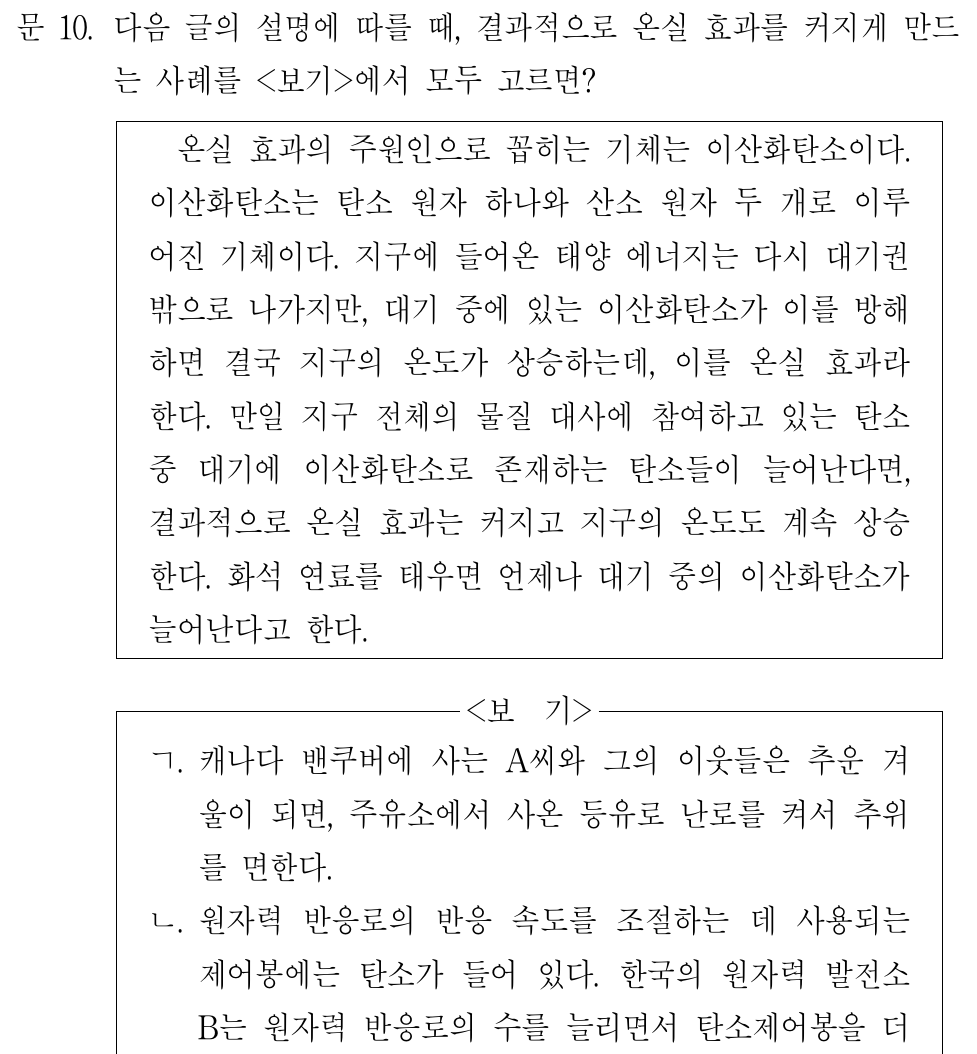 문 10. 다음 글의 설명에 따를 때, 결과적으로 온실 효과를 커지게 만드
는 사례를 <보기>에서 모두 고르면?
온실 효과의 주원인으로 꼽히는 기체는 이산화탄소이다.
이산화탄소는 탄소 원자 하나와 산소 원자 두 개로 이루
어진 기체이다. 지구에 들어온 태양 에너지는 다시 대기권
밖으로 나가지만, 대기 중에 있는 이산화탄소가 이를 방해
하면 결국 지구의 온도가 상승하는데, 이를 온실 효과라
한다. 만일 지구 전체의 물질 대사에 참여하고 있는 탄소
중 대기에 이산화탄소로 존재하는 탄소들이 늘어난다면,
결과적으로 온실 효과는 커지고 지구의 온도도 계속 상승
한다. 화석 연료를 태우면 언제나 대기 중의 이산화탄소가
늘어난다고 한다.
<보 기>
ㄱ. 캐나다 밴쿠버에 사는 A씨와 그의 이웃들은 추운 겨
울이 되면, 주유소에서 사온 등유로 난로를 켜서 추위
를 면한다.
ㄴ. 원자력 반응로의 반응 속도를 조절하는 데 사용되는
제어봉에는 탄소가 들어 있다. 한국의 원자력 발전소
B는 원자력 반응로의 수를 늘리면서 탄소제어봉을 더